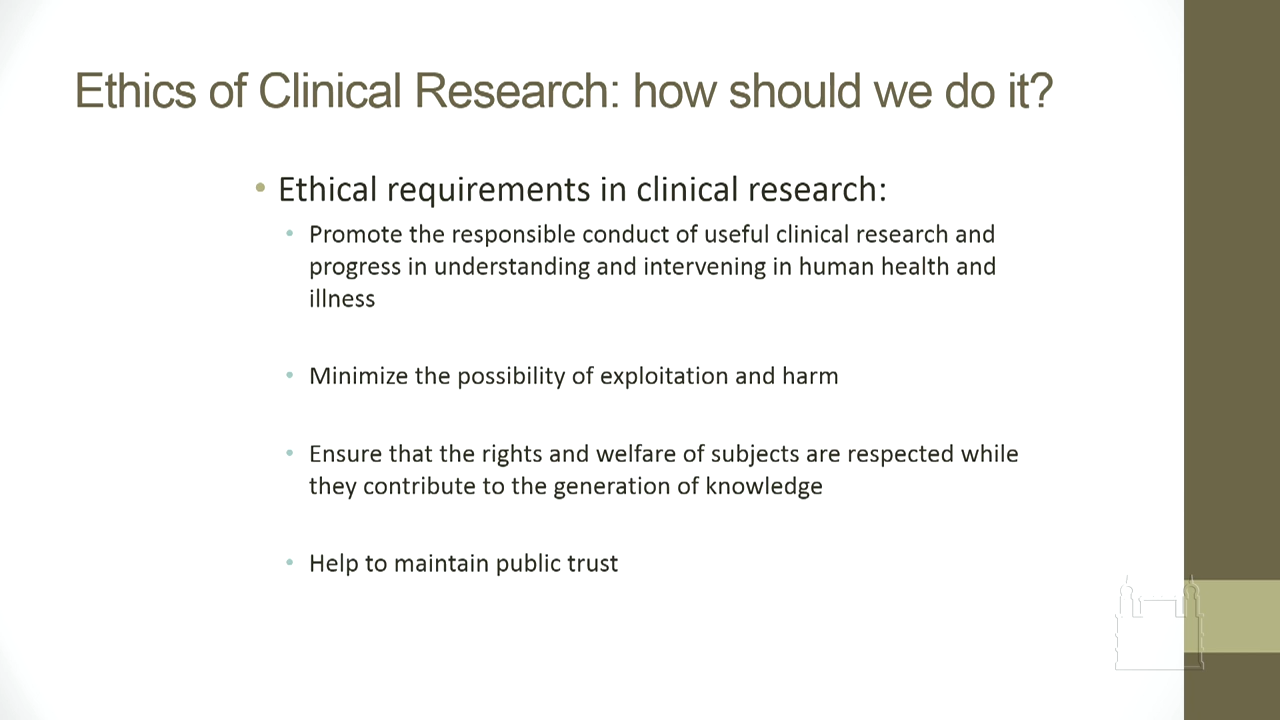 Ethics of Clinical Research: how should we do it?
• Ethical requirements in clinical research:
• Promote the responsible conduct of useful clinical research and
progress in understanding and intervening in human health and
illness
• Minimize the possibility of exploitation and harm
• Ensure that the rights and welfare of subjects are respected while
they contribute to the generation of knowledge
• Help to maintain public trust